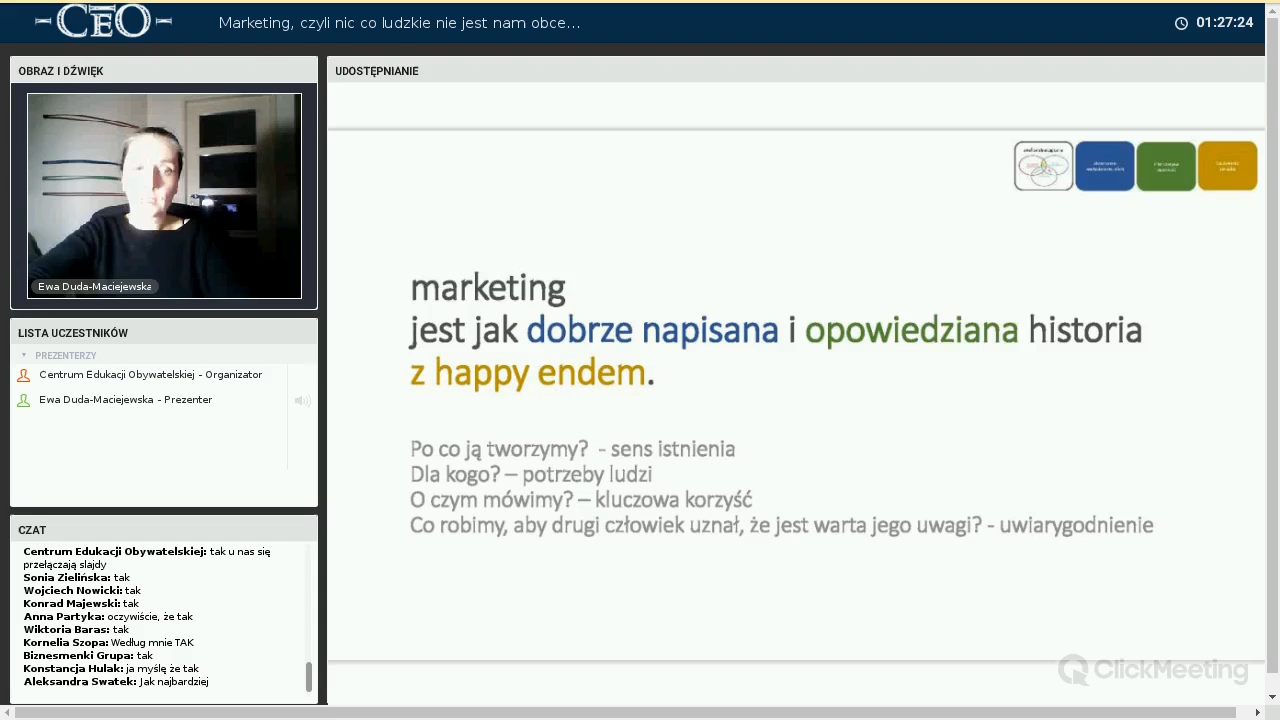 CEO
Marketing, czyli nic co ludzkie nie jest nam obce...
01:27:24
OBRAZ I DŹWIĘK
Ewa Duda-Maciejewska
LISTA UCZESTNIKÓW
PREZENTERZY
Centrum Edukacji Obywatelskiej - Organizator
Ewa Duda-Maciejewska - Prezenter
CZAT
Centrum Edukacji Obywatelskiej: tak u nas się
przełączają slajdy
Sonia Zielińska: tak
Wojciech Nowicki: tak
Konrad Majewski: tak
Anna Partyka: oczywiście, że tak
Wiktoria Baras: tak
Kornelia Szopa: Według mnie TAK
Biznesmenki Grupa: tak
Konstancja Hulak: ja myślę że tak
Aleksandra Swatek: Jak najbardziej
UDOSTĘPNIANIE
marketing
jest jak dobrze napisana i opowiedziana historia
z happy endem.
Po co ją tworzymy? - sens istnienia
Dla kogo? – potrzeby ludzi
O czym mówimy? – kluczowa korzyść
Co robimy, aby drugi człowiek uznał, że jest warta jego uwagi? - uwiarygodnienie
ClickMeeting